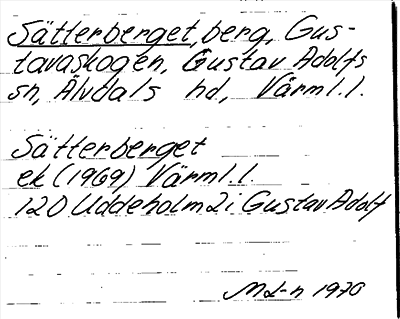 Sätterberget, berg, Gus-
tavaskogen, Gustav Adolfs
sn, Älvdals hd, Värml. l.
Sätterberget
ek (1969) Värml. l.
120 Uddeholm 2i Gustav Adolf
ML-n 1970